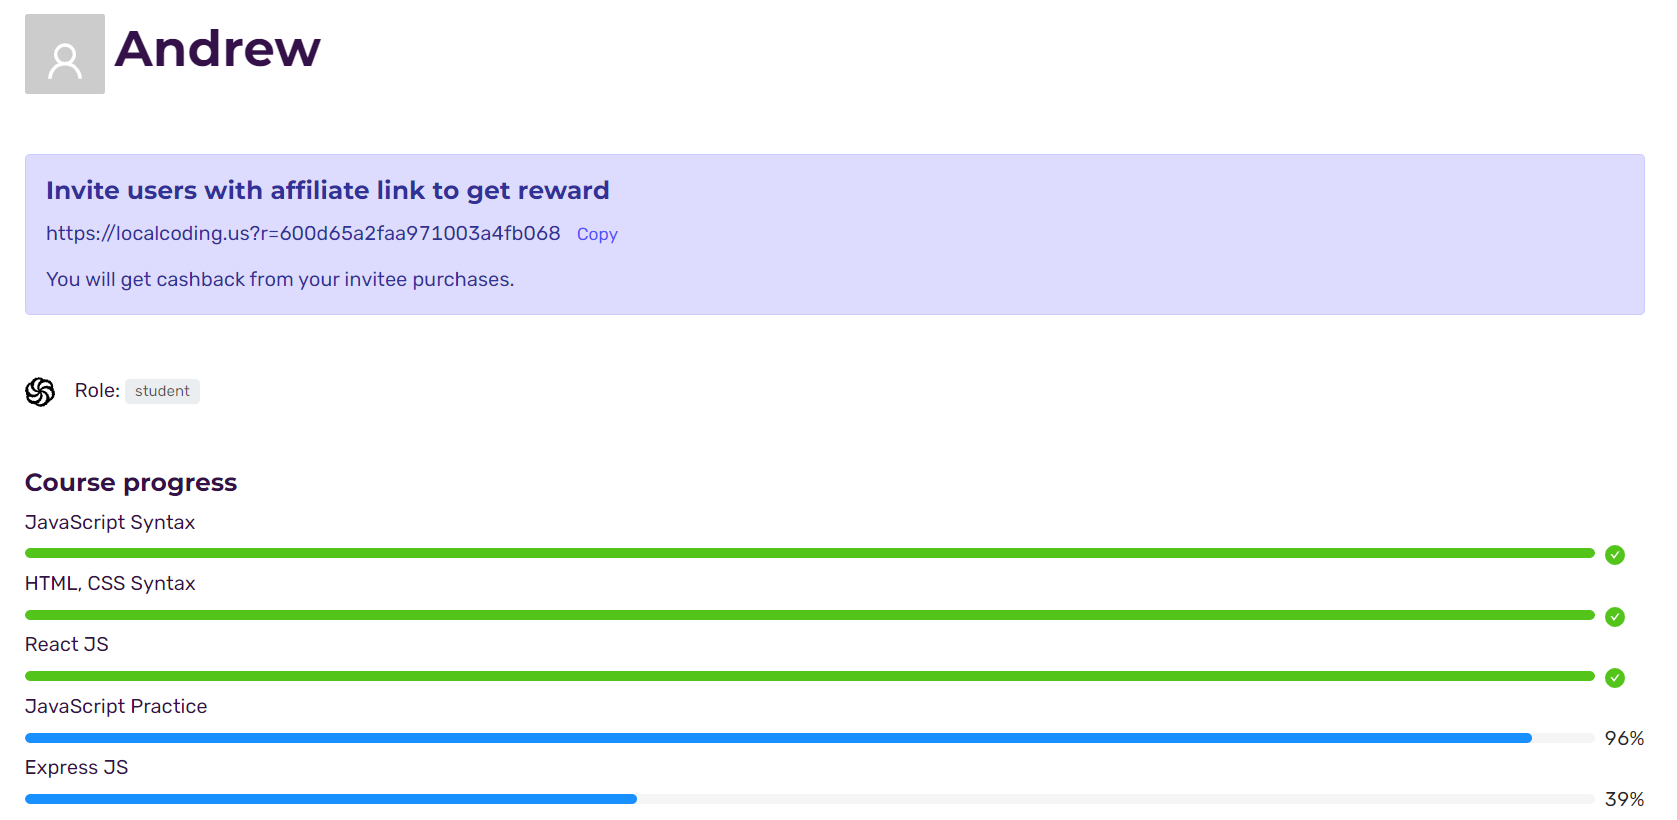 Andrew
Invite users with affiliate link to get reward
https://localcoding.us?r=600d65a2faa971003a4fb068 Copy
You will get cashback from your invitee purchases.
Role: student
Course progress
JavaScript Syntax
HTML, CSS Syntax
React JS
JavaScript Practice
96%
Express JS
39%